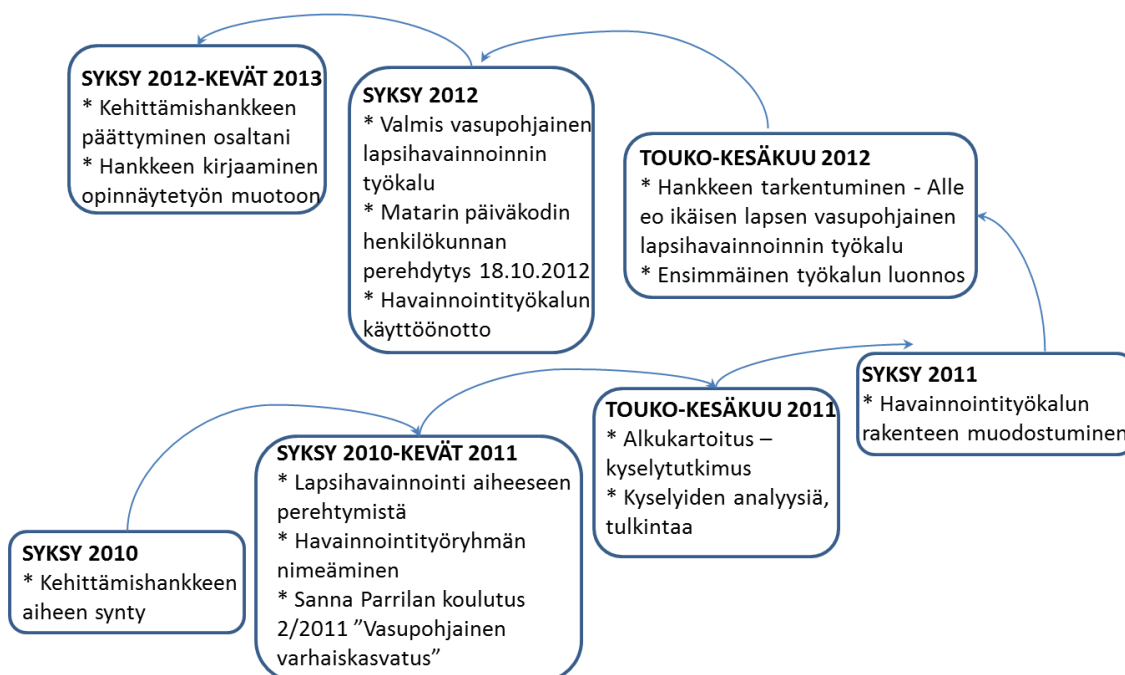 SYKSY 2012-KEVÄT 2013
* Kehittämishankkeen
päättyminen osaltani
* Hankkeen kirjaaminen
opinnäytetyön muotoon
SYKSY 2012
* Valmis vasupohjainen
lapsihavainnoinnin
työkalu
* Matarin päiväkodin
henkilökunnan
perehdytys 18.10.2012
* Havainnointityökalun
käyttöönotto
TOUKO-KESÄKUU 2012
* Hankkeen tarkentuminen - Alle
eo ikäisen lapsen vasupohjainen
lapsihavainnoinnin työkalu
* Ensimmäinen työkalun luonnos
SYKSY 2010
* Kehittämishankkeen
aiheen synty
SYKSY 2010-KEVÄT 2011
* Lapsihavainnointi aiheeseen
perehtymistä
* Havainnointityöryhmän
nimeäminen
* Sanna Parrilan koulutus
2/2011 ”Vasupohjainen
varhaiskasvatus”
TOUKO-KESÄKUU 2011
* Alkukartoitus –
kyselytutkimus
* Kyselyiden analyysiä,
tulkintaa
SYKSY 2011
* Havainnointityökalun
rakenteen muodostuminen